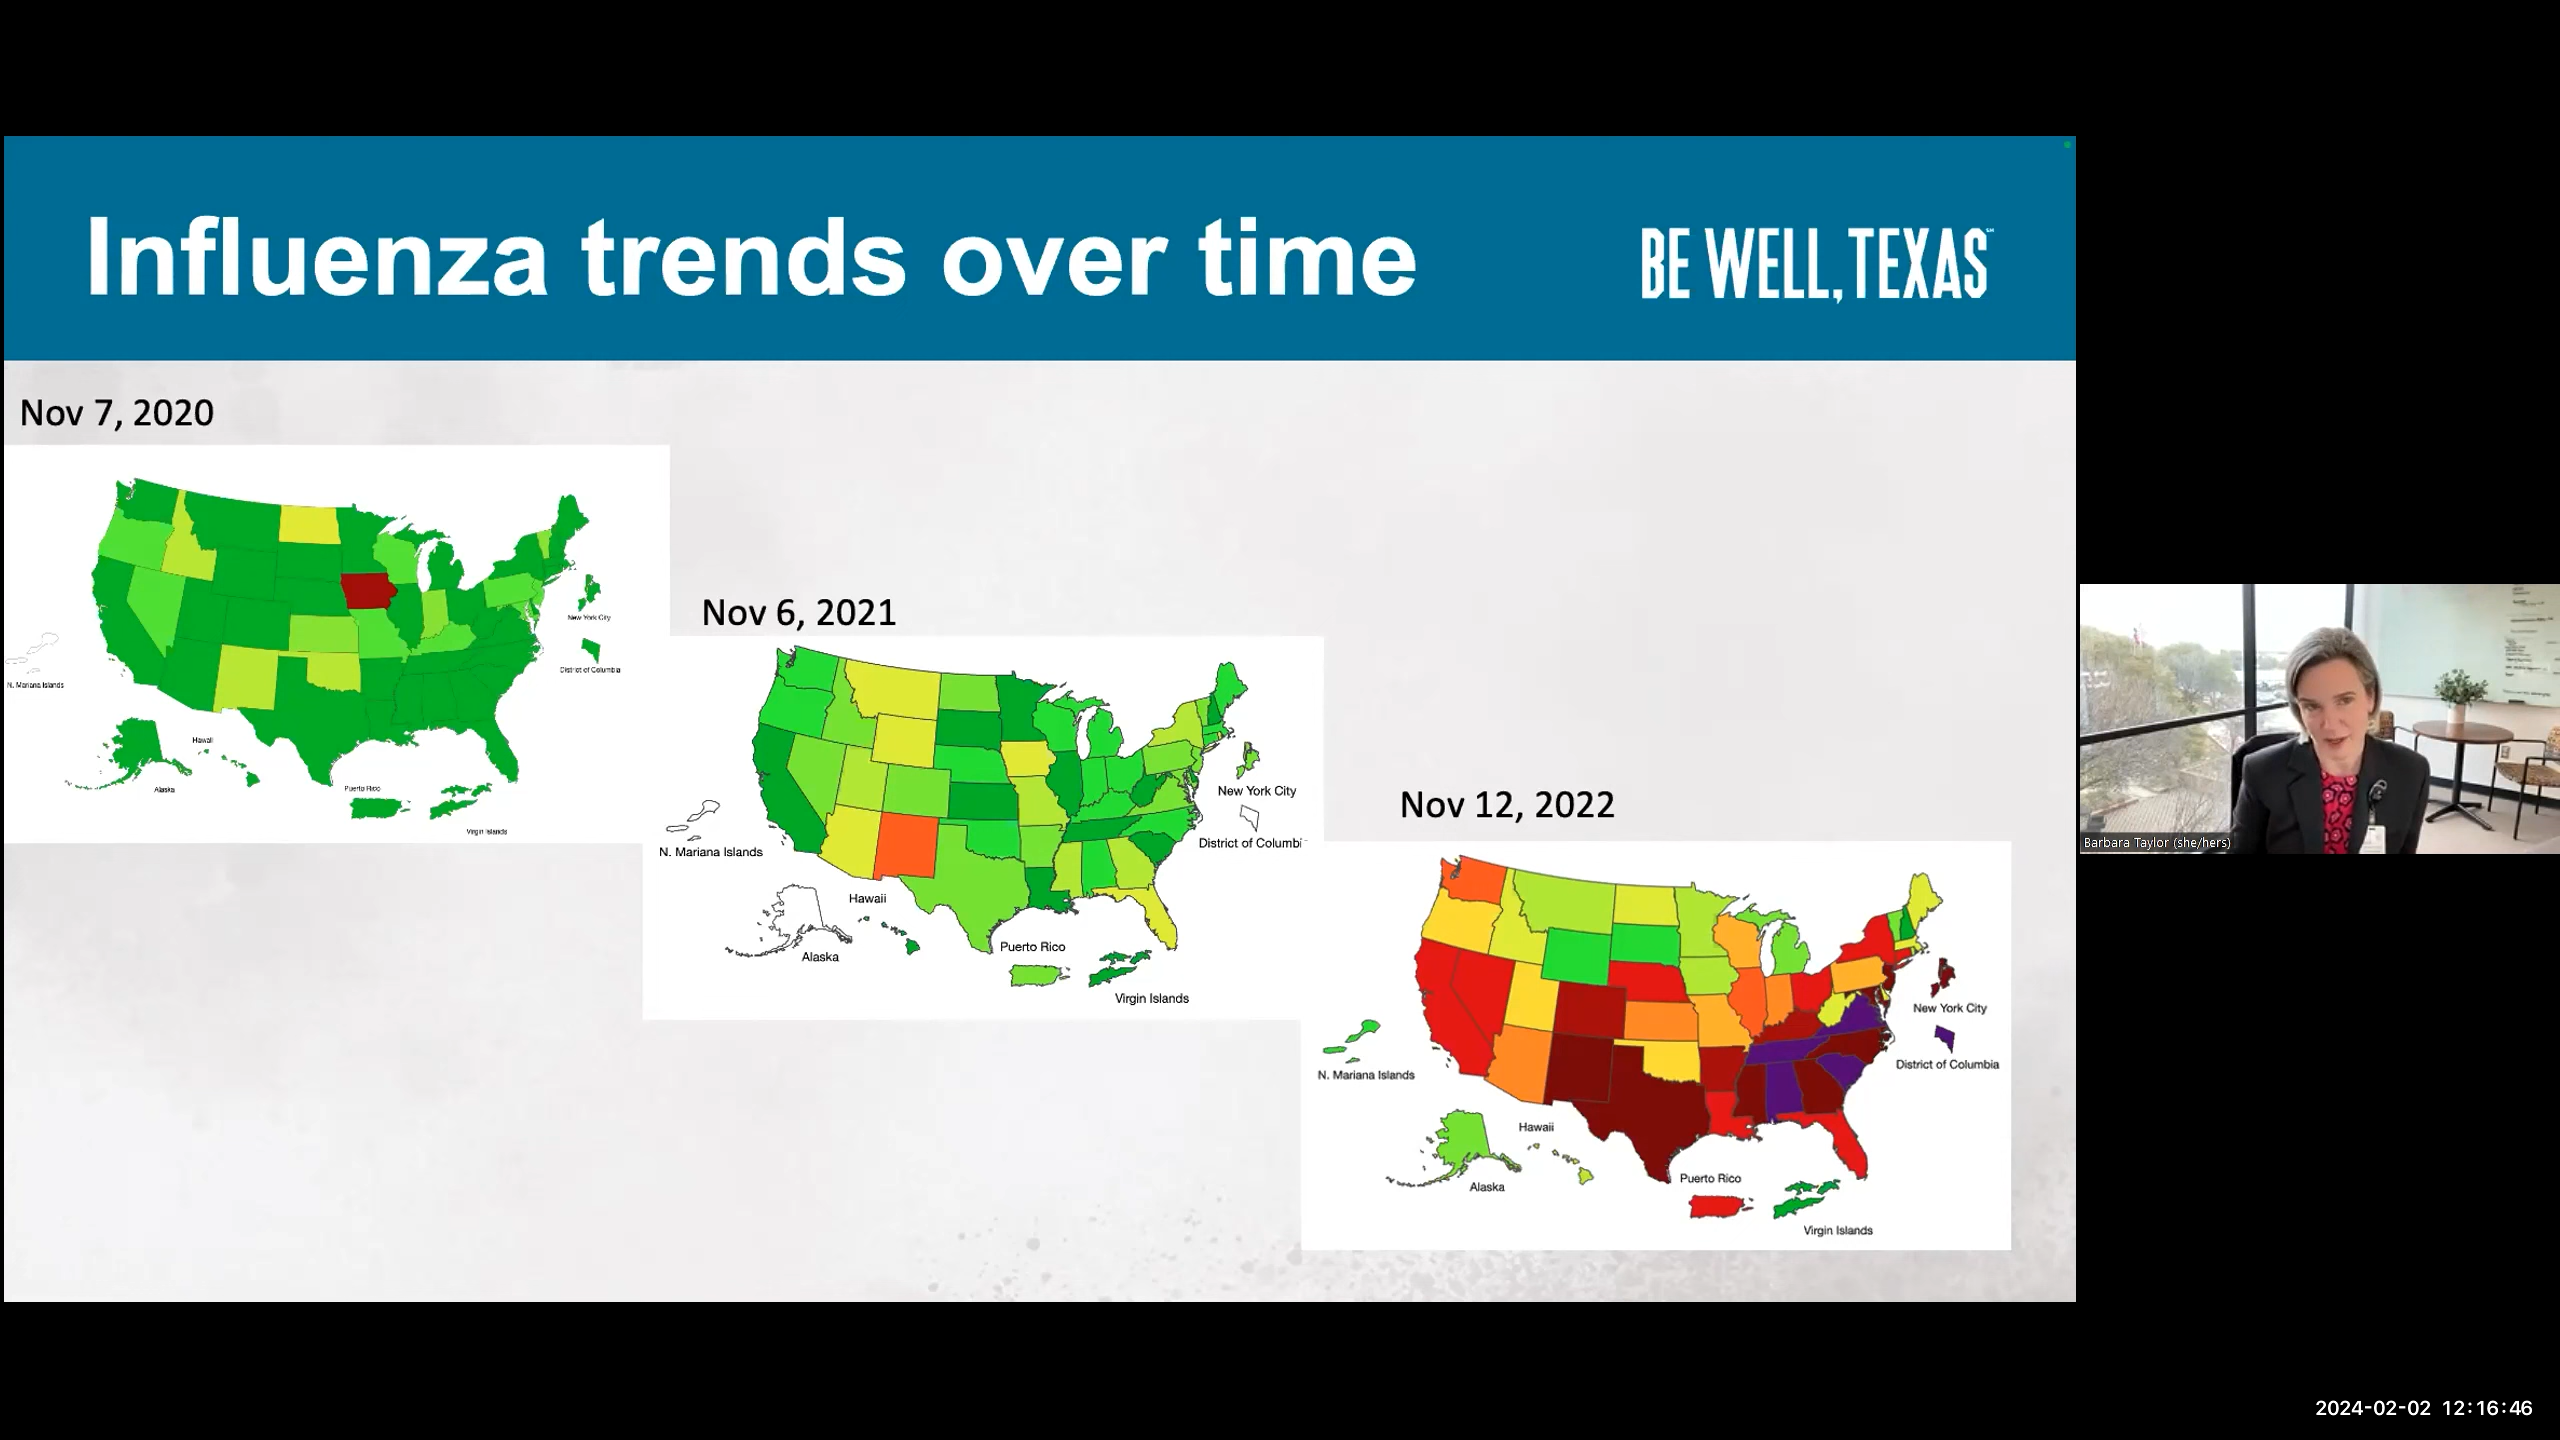 Influenza trends over time
BE WELL, TEXAS℠
Nov 7, 2020
New York City
District of Columbia
N. Mariana Islands
Hawaii
Alaska
Puerto Rico
Virgin Islands
Nov 6, 2021
New York City
District of Columbi
N. Mariana Islands
Hawaii
Alaska
Puerto Rico
Virgin Islands
Nov 12, 2022
New York City
District of Columbia
N. Mariana Islands
Hawaii
Alaska
Puerto Rico
Virgin Islands
Barbara Taylor (she/hers)
2024-02-02 12:16:46